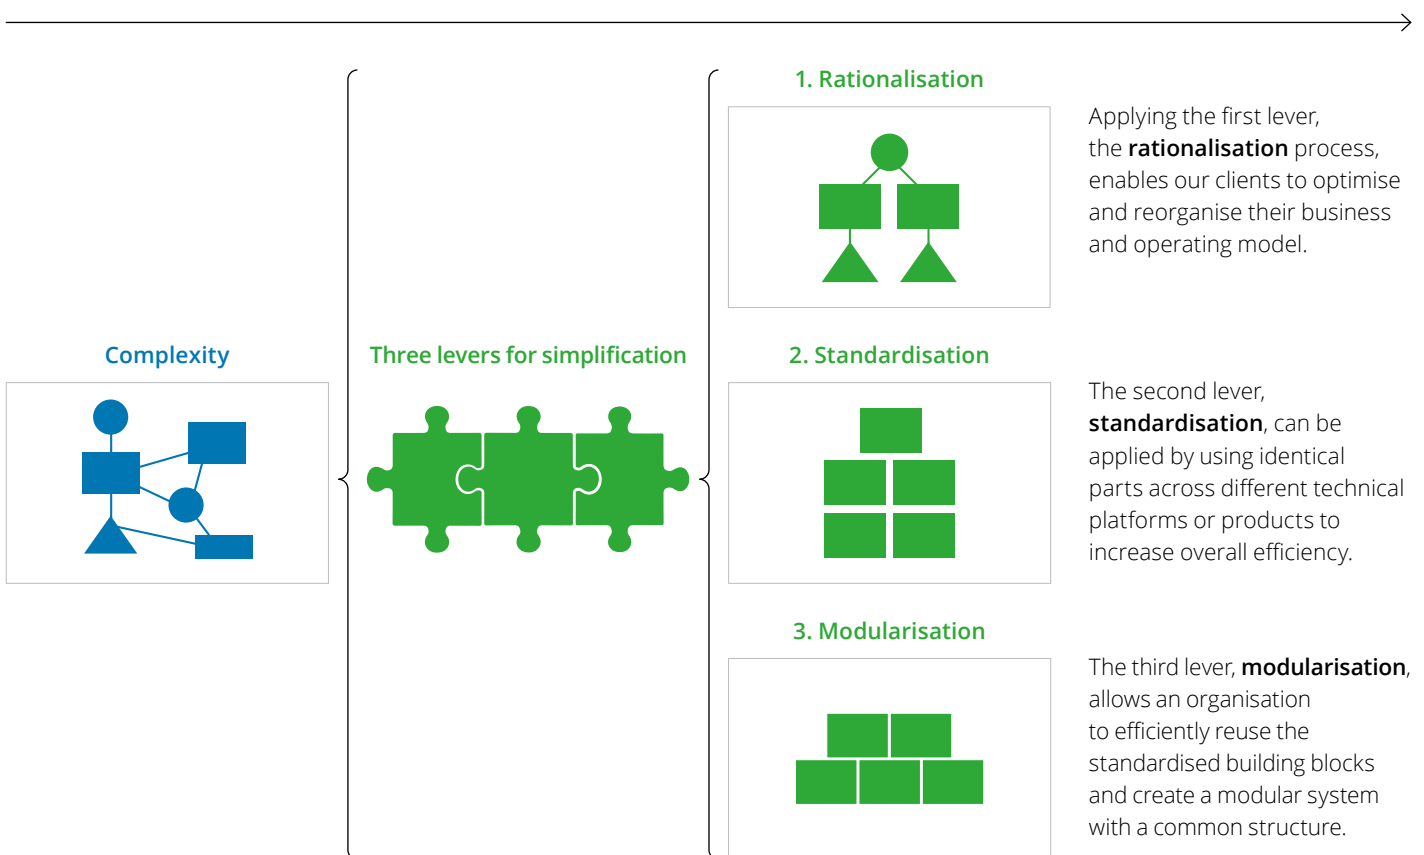 Complexity
Three levers for simplification
1. Rationalisation
Applying the first lever,
the rationalisation process,
enables our clients to optimise
and reorganise their business
and operating model.
2. Standardisation
The second lever,
standardisation, can be
applied by using identical
parts across different technical
platforms or products to
increase overall efficiency.
3. Modularisation
The third lever, modularisation,
allows an organisation
to efficiently reuse the
standardised building blocks
and create a modular system
with a common structure.